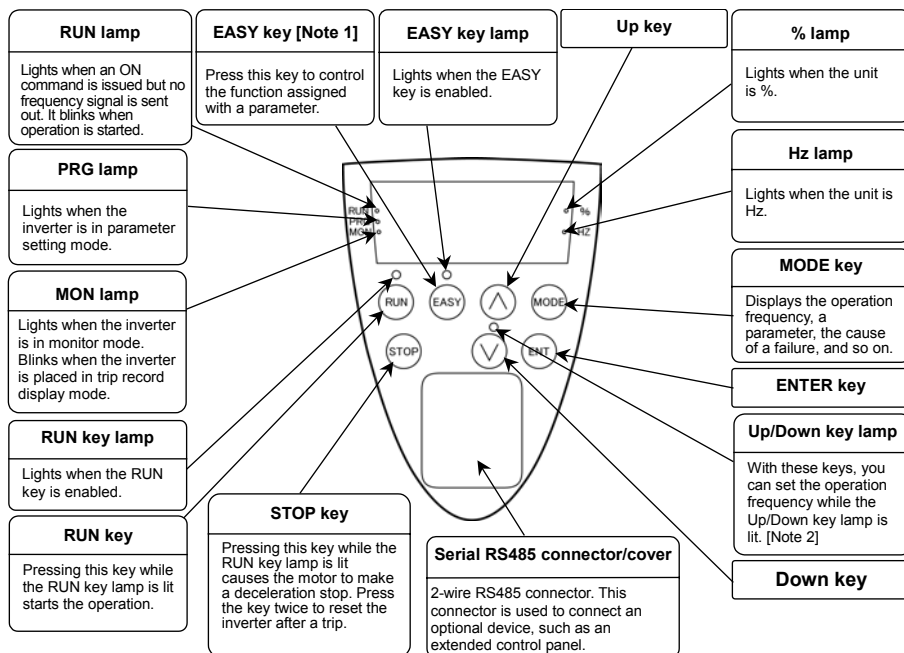 RUN lamp
Lights when an ON
command is issued but no
frequency signal is sent
out. It blinks when
operation is started.
EASY key [Note 1]
Press this key to control
the function assigned
with a parameter.
EASY key lamp
Lights when the EASY
key is enabled.
Up key
% lamp
Lights when the unit
is %.
PRG lamp
Lights when the
inverter is in parameter
setting mode.
Hz lamp
Lights when the unit is
Hz.
MON lamp
Lights when the inverter
is in monitor mode.
Blinks when the inverter
is placed in trip record
display mode.
MODE key
Displays the operation
frequency, a
parameter, the cause
of a failure, and so on.
RUN
PRG
MON
%
HZ
RUN
EASY
MODE
STOP
ENT
ENTER key
RUN key lamp
Lights when the RUN
key is enabled.
Up/Down key lamp
With these keys, you
can set the operation
frequency while the
Up/Down key lamp is
lit. [Note 2]
RUN key
Pressing this key while
the RUN key lamp is lit
starts the operation.
STOP key
Pressing this key while the
RUN key lamp is lit
causes the motor to make
a deceleration stop. Press
the key twice to reset the
inverter after a trip.
Serial RS485 connector/cover
2-wire RS485 connector. This
connector is used to connect an
optional device, such as an
extended control panel.
Down key